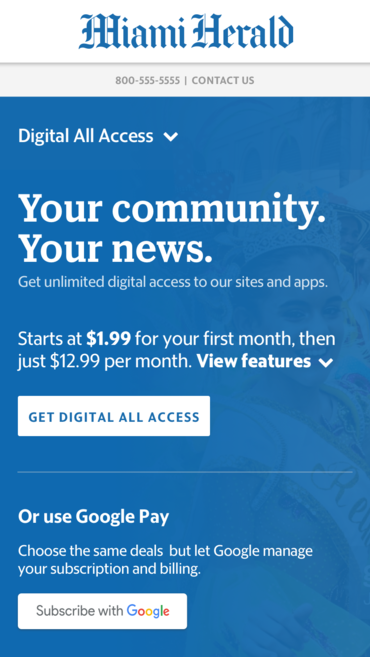 Miami Herald
800-555-5555 | CONTACT US
Digital All Access
Your community.
Your news.
Get unlimited digital access to our sites and apps.
Starts at $1.99 for your first month, then
just $12.99 per month. View features
GET DIGITAL ALL ACCESS
Or use Google Pay
Choose the same deals but let Google manage
your subscription and billing.
Subscribe with Google